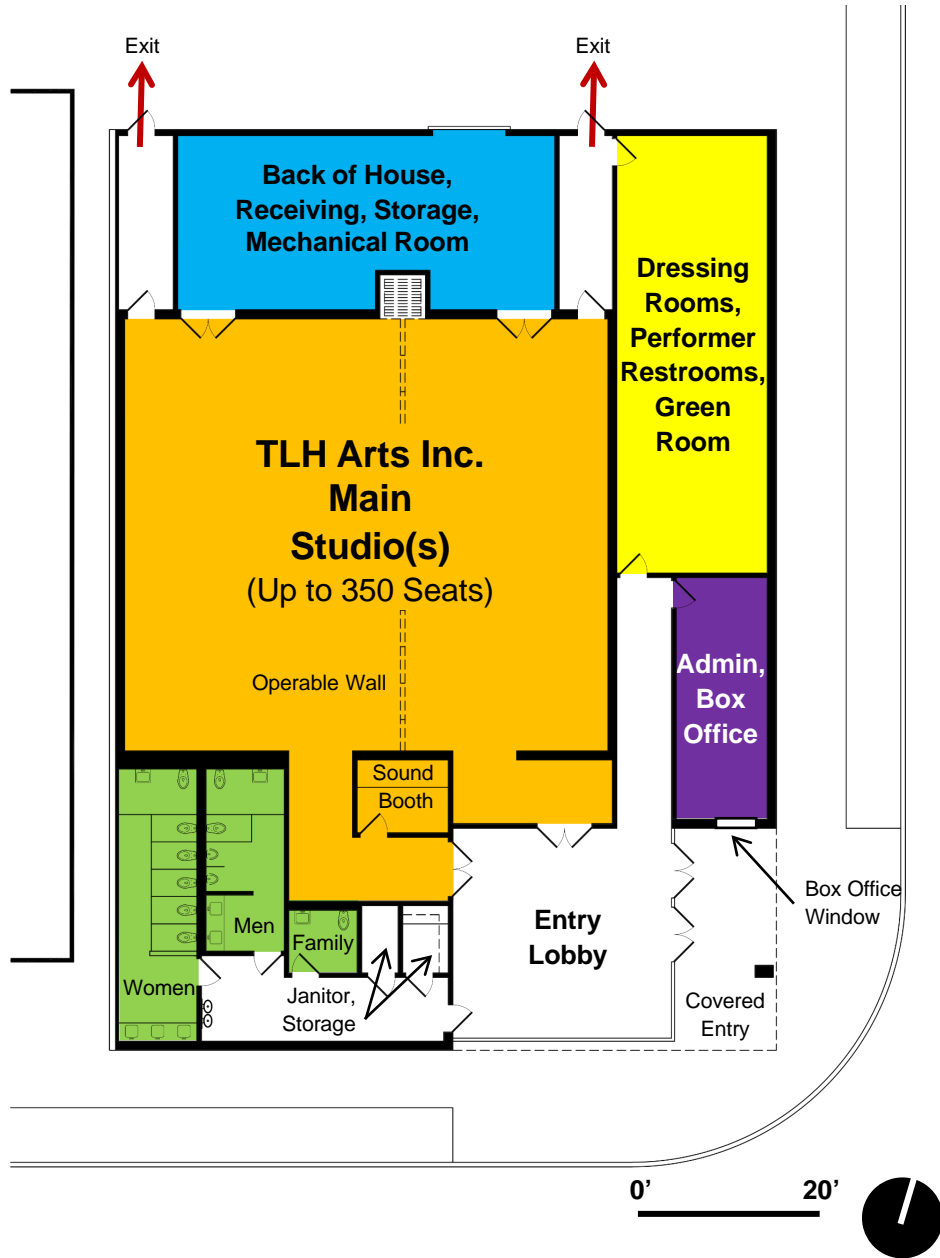 Exit
Exit
Back of House,
Receiving, Storage,
Mechanical Room
Dressing
Rooms,
Performer
Restrooms,
Green
Room
TLH Arts Inc.
Main
Studio(s)
(Up to 350 Seats)
Operable Wall
Admin,
Box
Office
Sound
Booth
Box Office
Window
Men
Family
Entry
Lobby
Women
Janitor,
Storage
Covered
Entry
0’
20’